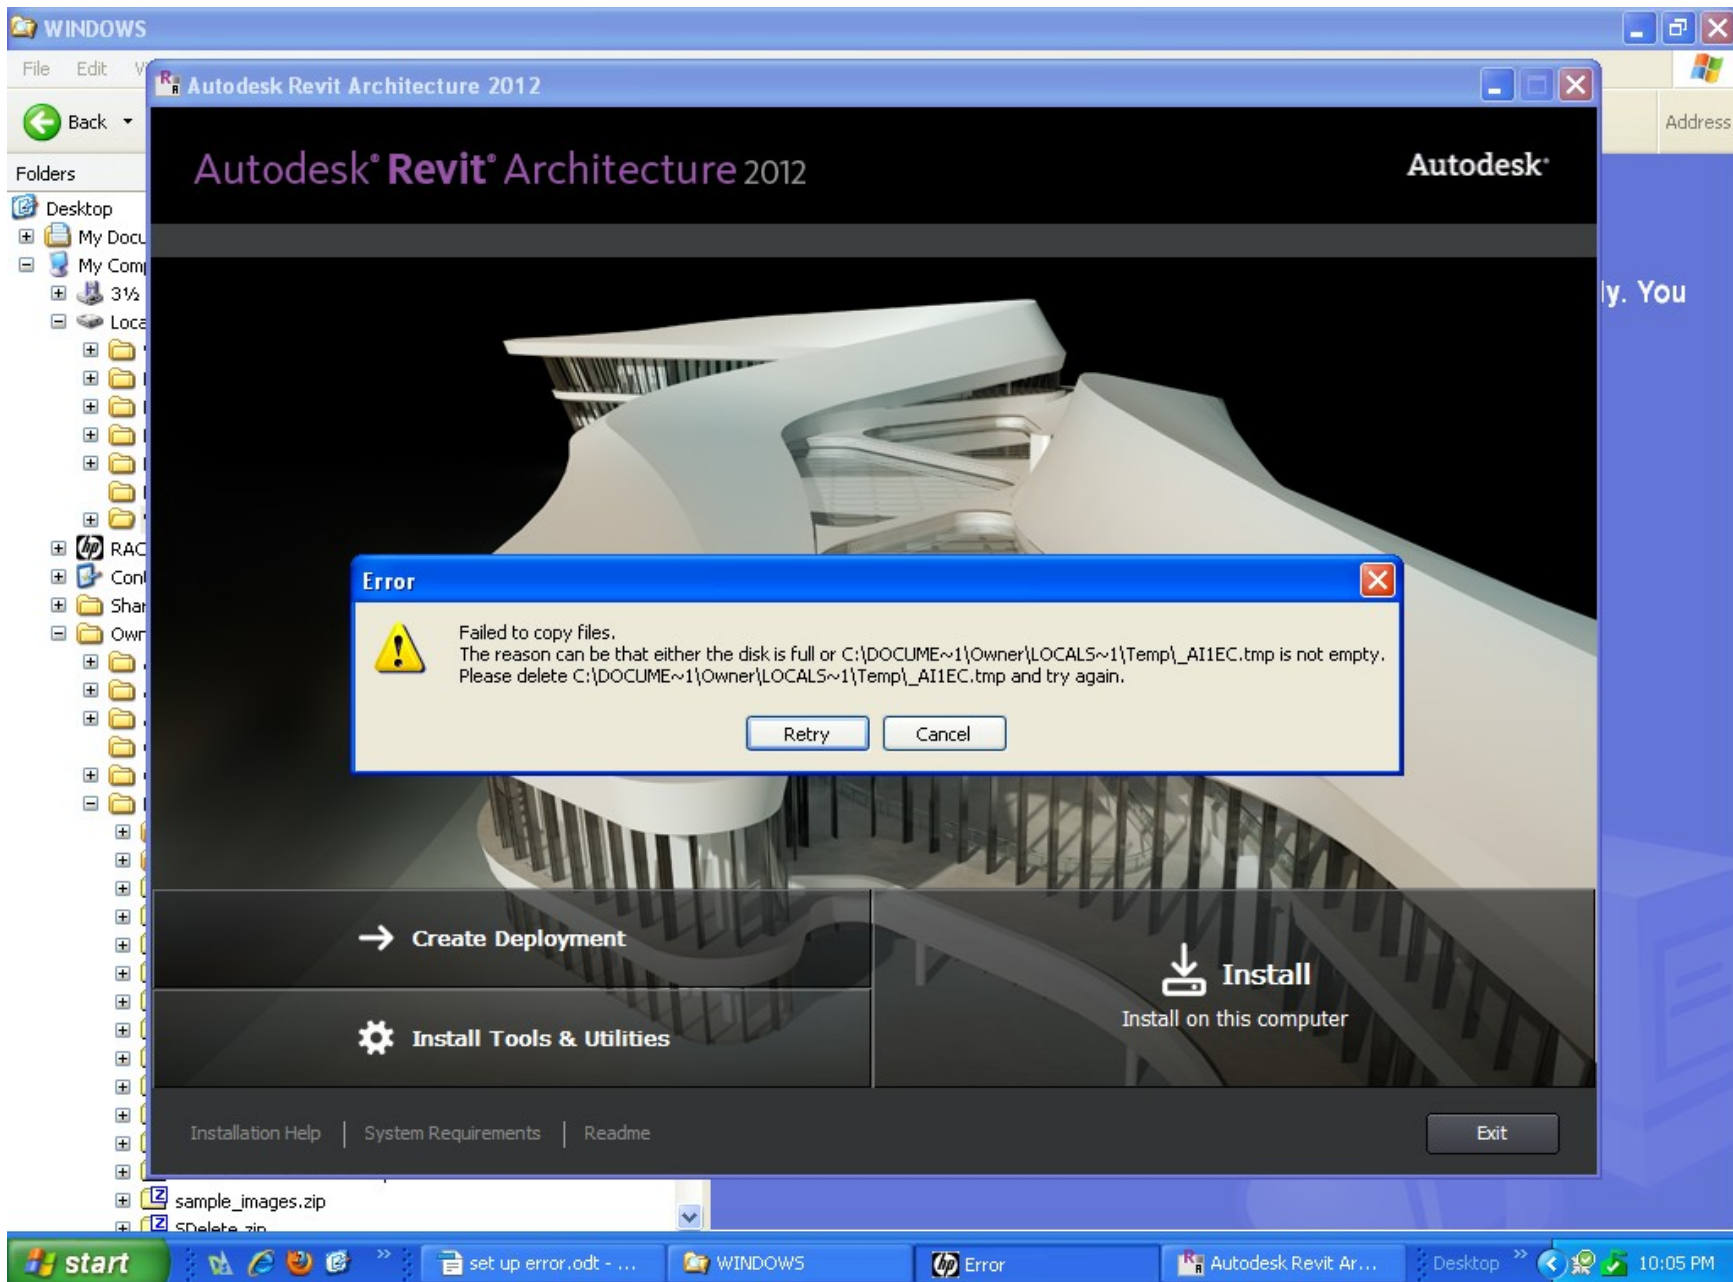 WINDOWS
File Edit
Autodesk Revit Architecture 2012
Back
Address
Autodesk® Revit® Architecture 2012
Autodesk®
Folders
Desktop
My Docu
My Comp
3½
Loca
RAC
Cont
Shar
Own
ly. You
Error
Failed to copy files.
The reason can be that either the disk is full or C:\DOCUME~1\Owner\LOCALS~1\Temp\_AI1EC.tmp is not empty.
Please delete C:\DOCUME~1\Owner\LOCALS~1\Temp\_AI1EC.tmp and try again.
Retry Cancel
Create Deployment
Install
Install on this computer
Install Tools & Utilities
Installation Help | System Requirements | Readme
Exit
sample_images.zip
SDelete.zip
start
set up error.odt - ...
WINDOWS
Error
Autodesk Revit Ar...
Desktop
10:05 PM